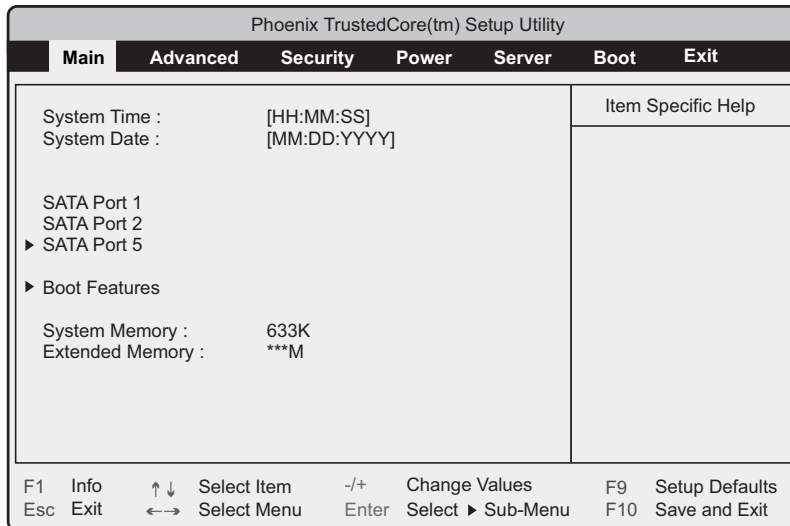 Phoenix TrustedCore(tm) Setup Utility
Main Advanced Security Power Server Boot Exit
System Time : [HH:MM:SS]
System Date : [MM:DD:YYYY]
Item Specific Help
SATA Port 1
SATA Port 2
▶ SATA Port 5
▶ Boot Features
System Memory : 633K
Extended Memory : ***M
F1 Info ↑↓ Select Item -/+ Change Values F9 Setup Defaults
Esc Exit ←→ Select Menu Enter Select ▶ Sub-Menu F10 Save and Exit